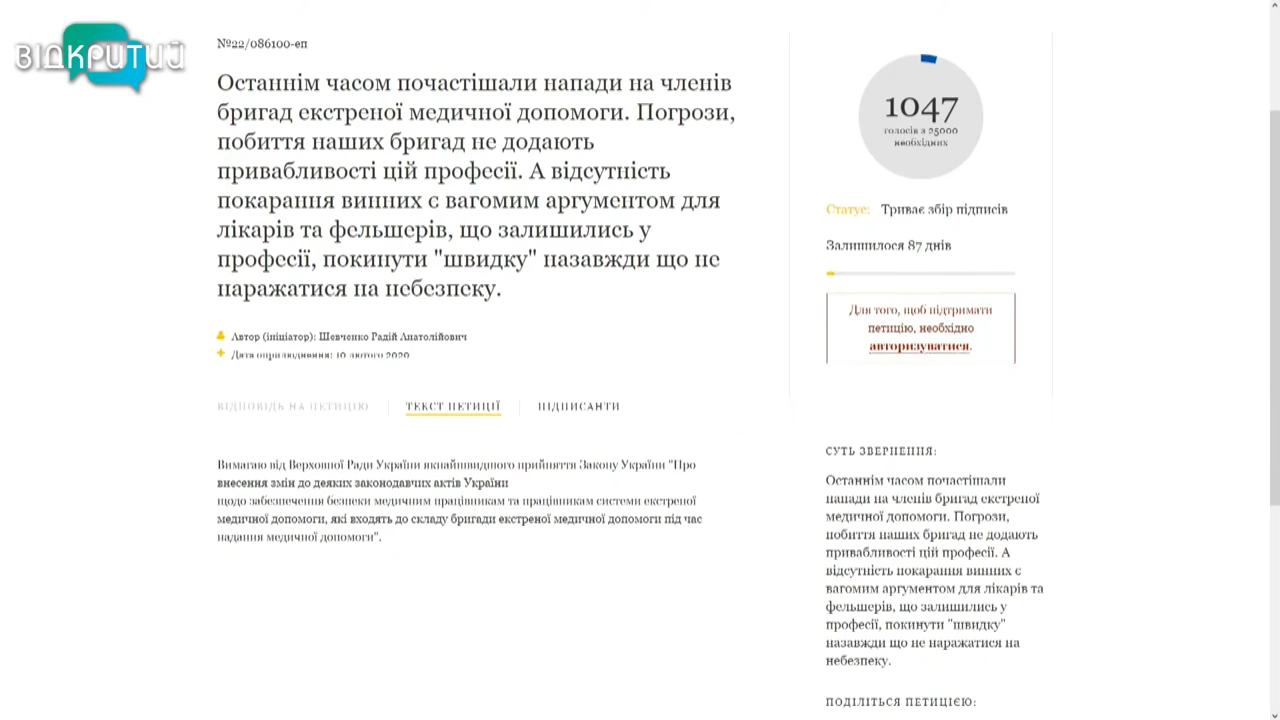 ВІДКРИТИЙ
№22/086100-еп
Останнім часом почастішали напади на членів
бригад екстреної медичної допомоги. Погрози,
побиття наших бригад не додають
привабливості цій професії. А відсутність
покарання винних є вагомим аргументом для
лікарів та фельшерів, що залишились у
професії, покинути "швидку" назавжди що не
наражатися на небезпеку.
Автор (ініціатор): Шевченко Радій Анатолійович
Дата оприлюднення: 10 лютого 2020
ВІДПОВІДЬ НА ПЕТИЦІЮ
ТЕКСТ ПЕТИЦІЇ
ПІДПИСАНТИ
Вимагаю від Верховної Ради України якнайшвидшого прийняття Закону України "Про
внесення змін до деяких законодавчих актів України
щодо забезпечення безпеки медичним працівникам та працівникам системи екстреної
медичної допомоги, які входять до складу бригади екстреної медичної допомоги під час
надання медичної допомоги".
1047
голосів з 25000
необхідних
Статус: Триває збір підписів
Залишилося 87 днів
Для того, щоб підтримати
петицію, необхідно
авторизуватися.
СУТЬ ЗВЕРНЕННЯ:
Останнім часом почастішали
напади на членів бригад екстреної
медичної допомоги. Погрози,
побиття наших бригад не додають
привабливості цій професії. А
відсутність покарання винних є
вагомим аргументом для лікарів та
фельшерів, що залишились у
професії, покинути "швидку"
назавжди що не наражатися на
небезпеку.
ПОДІЛІТЬСЯ ПЕТИЦІЄЮ: